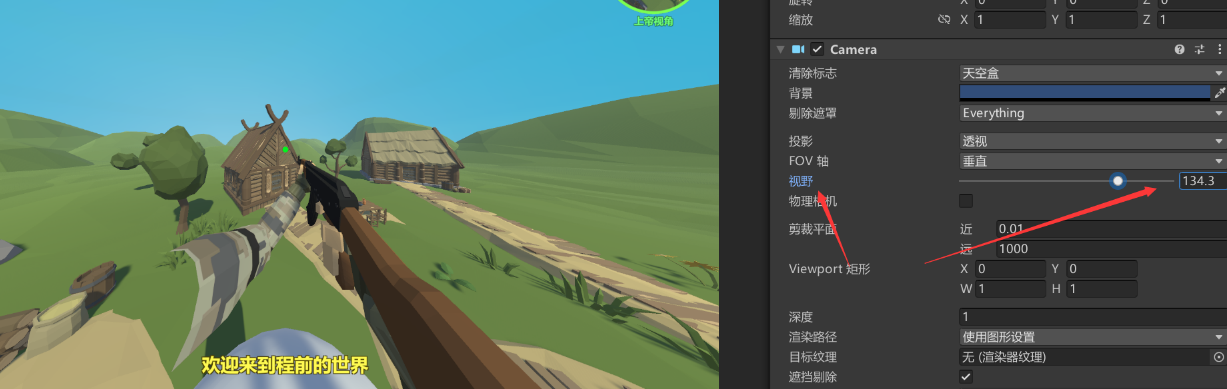 上帝视角
欢迎来到程前的世界
旋转 X 0 Y 0 Z 0
缩放 X 1 Y 1 Z 1
Camera
清除标志 天空盒
背景
剔除遮罩 Everything
投影 透视
FOV 轴 垂直
视野 134.3
物理相机
剪裁平面 近 0.01
远 1000
Viewport 矩形 X 0 Y 0
W 1 H 1
深度 1
渲染路径 使用图形设置
目标纹理 无 (渲染器纹理)
遮挡剔除